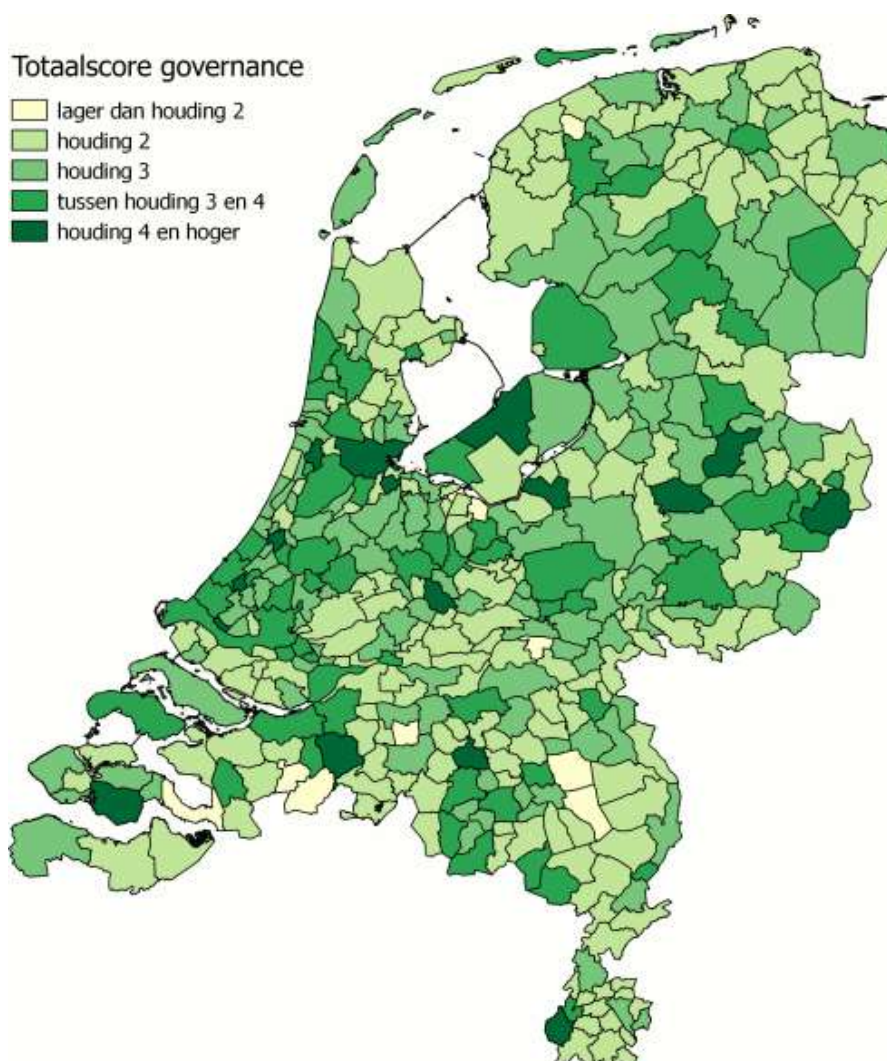 Totaalscore governance
lager dan houding 2
houding 2
houding 3
tussen houding 3 en 4
houding 4 en hoger